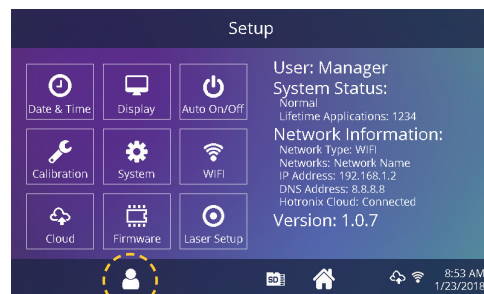 Setup
Date & Time
Display
Auto On/Off
Calibration
System
WIFI
Cloud
Firmware
Laser Setup
User: Manager
System Status:
Normal
Lifetime Applications: 1234
Network Information:
Network Type: WIFI
Networks: Network Name
IP Address: 192.168.1.2
DNS Address: 8.8.8.8
Hotronix Cloud: Connected
Version: 1.0.7
SD
8:53 AM
1/23/2018